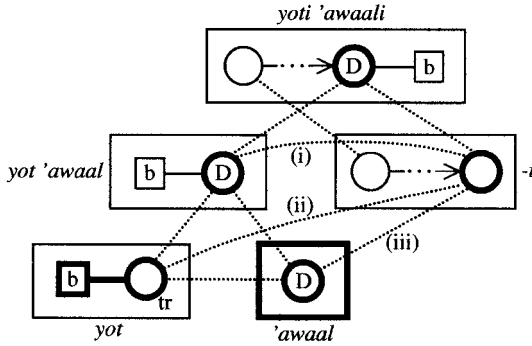 yoti 'awaali
D
b
yot 'awaal
b
D
(i)
-i
(ii)
(iii)
b
tr
D
yot
'awaal